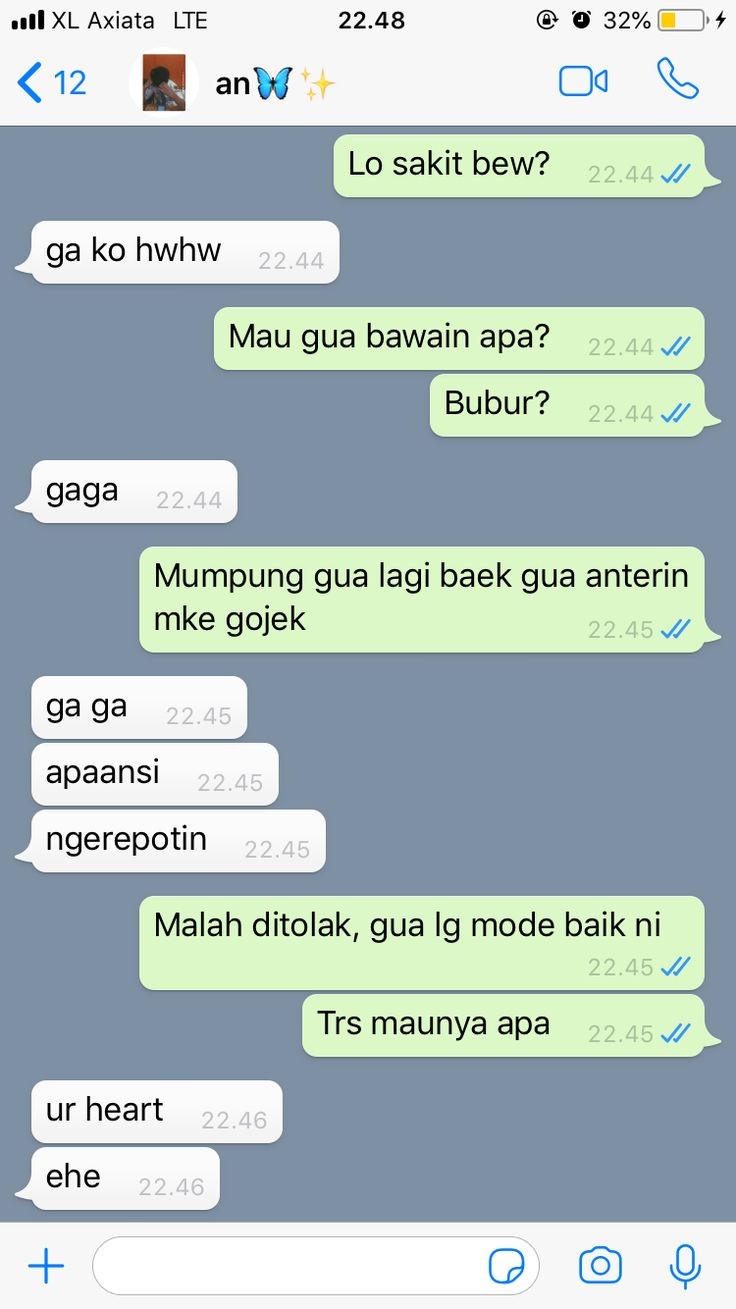 XL Axiata LTE 22.48 32%
12 an🦋✨
Lo sakit bew? 22.44
ga ko hwhw 22.44
Mau gua bawain apa? 22.44
Bubur? 22.44
gaga 22.44
Mumpung gua lagi baek gua anterin
mke gojek 22.45
ga ga 22.45
apaansi 22.45
ngerepotin 22.45
Malah ditolak, gua lg mode baik ni
22.45
Trs maunya apa 22.45
ur heart 22.46
ehe 22.46